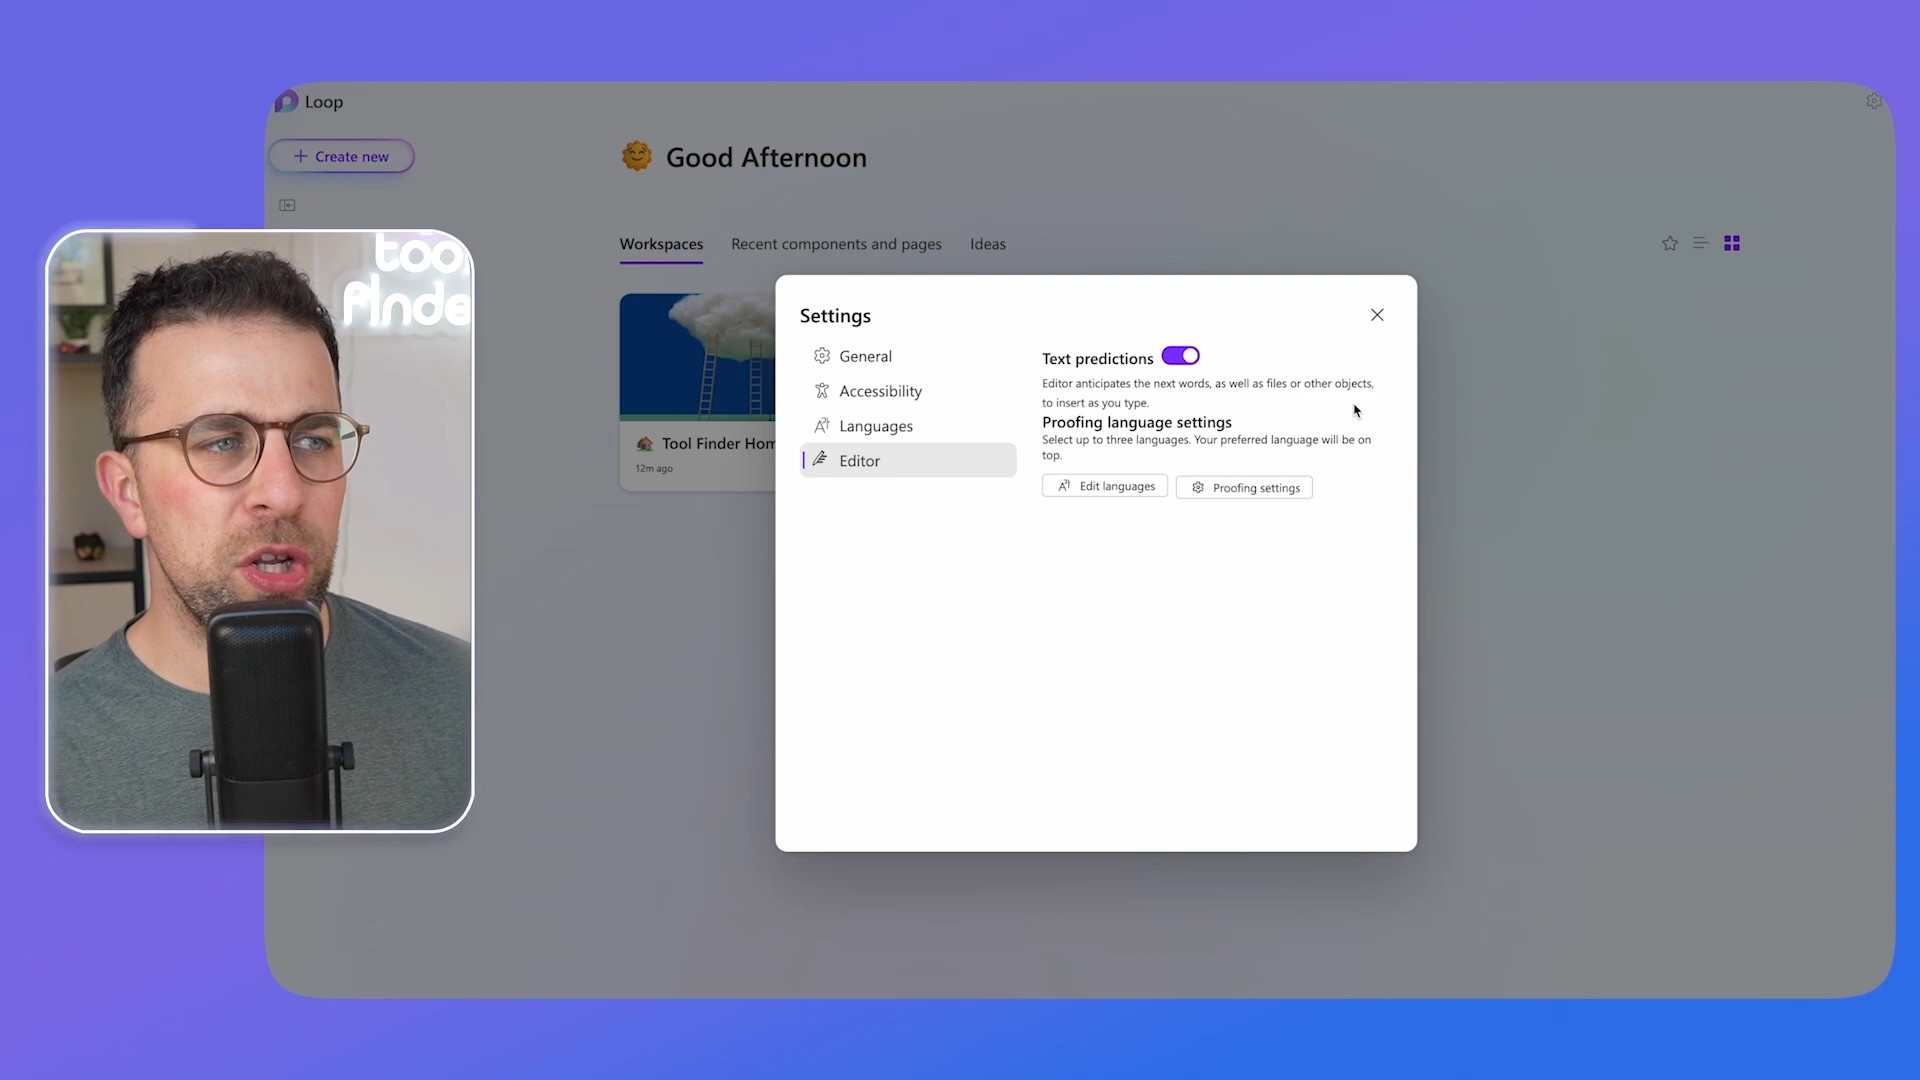 Loop
Create new
Good Afternoon
Workspaces
Recent components and pages
Ideas
Tool Finder Hom
12m ago
Settings
General
Accessibility
Languages
Editor
Text predictions
Editor anticipates the next words, as well as files or other objects,
to insert as you type.
Proofing language settings
Select up to three languages. Your preferred language will be on
top.
Edit languages
Proofing settings
too
finde